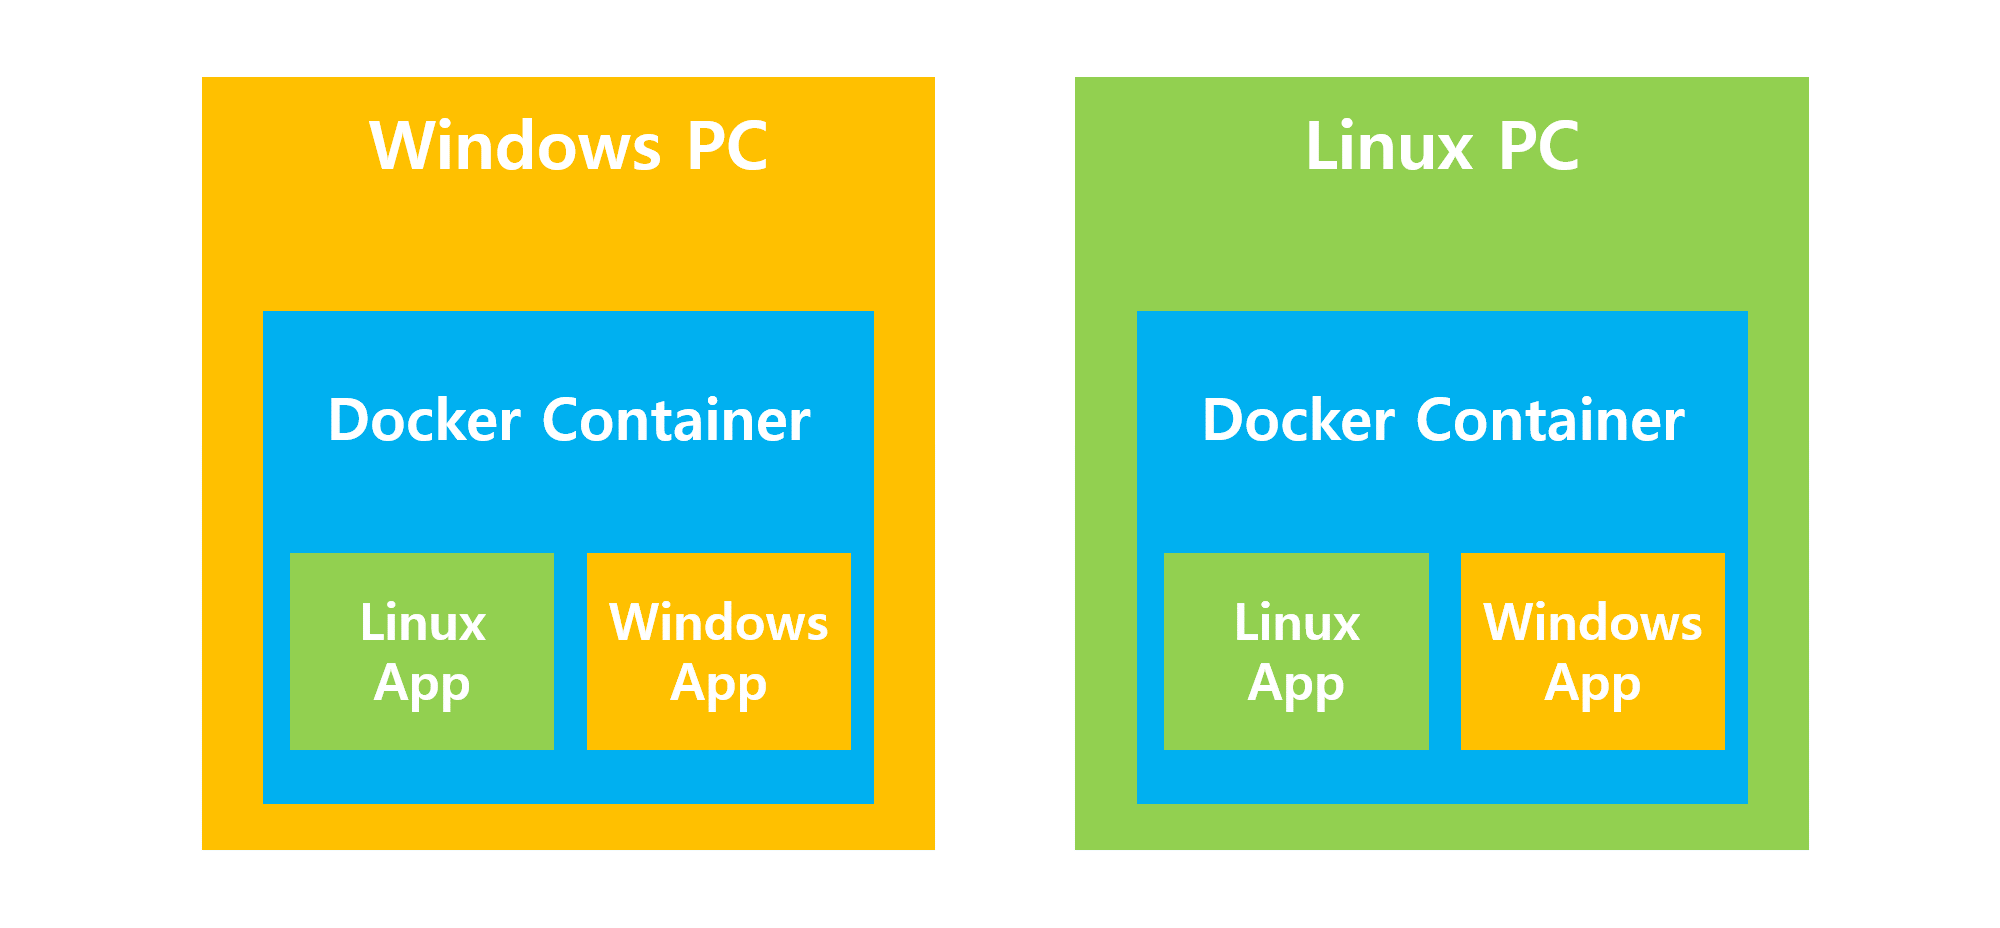 Windows PC
Docker Container
Linux
App
Windows
App
Linux PC
Docker Container
Linux
App
Windows
App